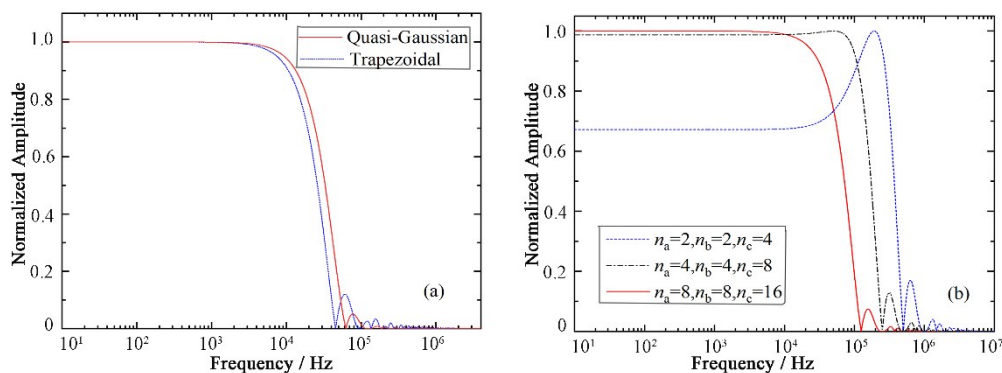 Normalized Amplitude
1.0
0.8
0.6
0.4
0.2
0.0
Quasi-Gaussian
Trapezoidal
(a)
10¹ 10² 10³ 10⁴ 10⁵ 10⁶
Frequency / Hz
Normalized Amplitude
1.0
0.8
0.6
0.4
0.2
0.0
nₐ=2,n_b=2,n_c=4
nₐ=4,n_b=4,n_c=8
nₐ=8,n_b=8,n_c=16
(b)
10¹ 10² 10³ 10⁴ 10⁵ 10⁶ 10⁷
Frequency / Hz